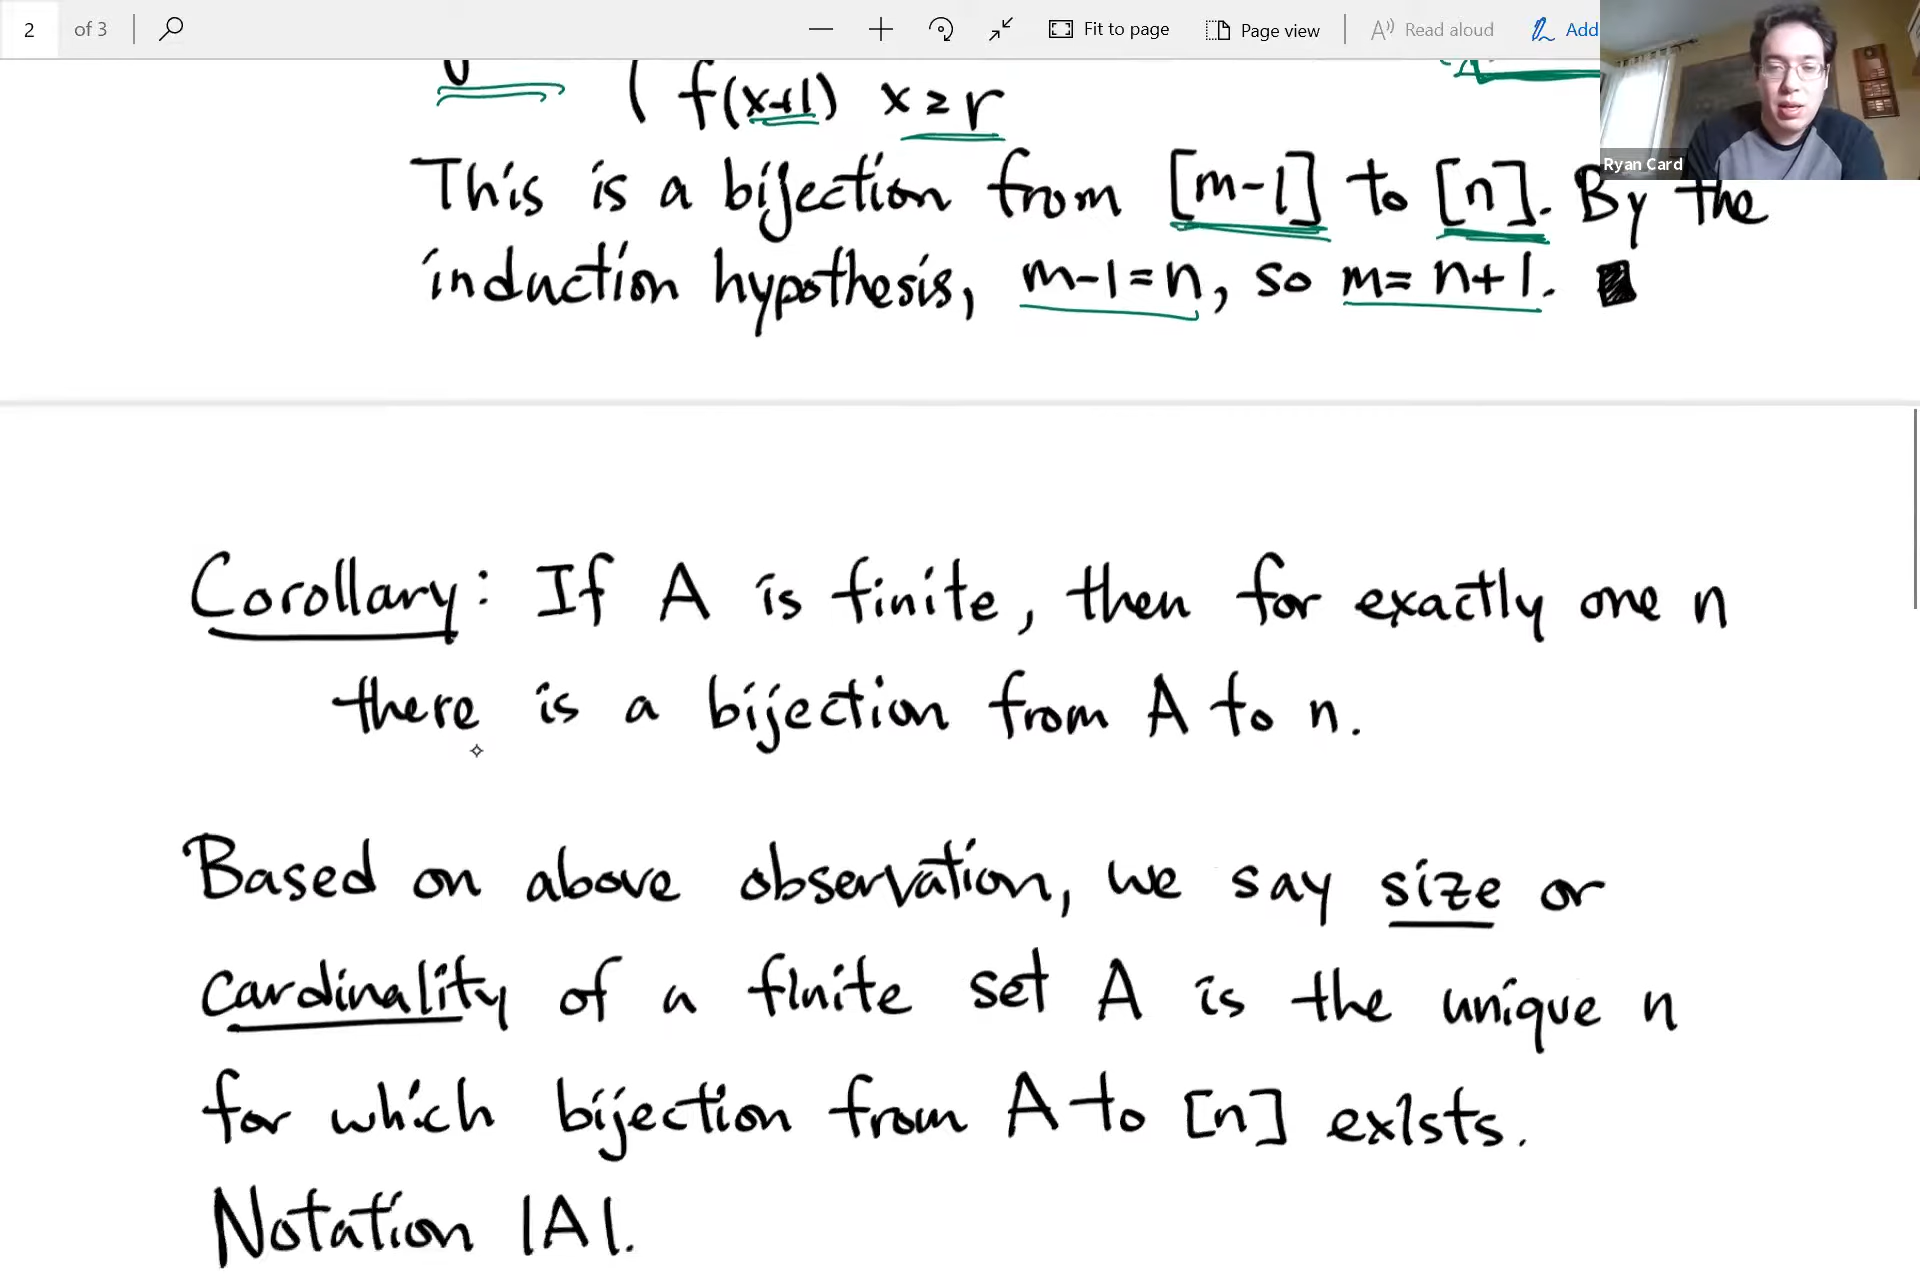 2 of 3 Fit to page Page view Read aloud Add
f(x+1) x ≥ r
This is a bijection from [m-1] to [n]. By the
induction hypothesis, m-1=n, so m= n+1.
Ryan Card
Corollary: If A is finite, then for exactly one n
there is a bijection from A to n.
Based on above observation, we say size or
cardinality of a finite set A is the unique n
for which bijection from A to [n] exists.
Notation |A|.